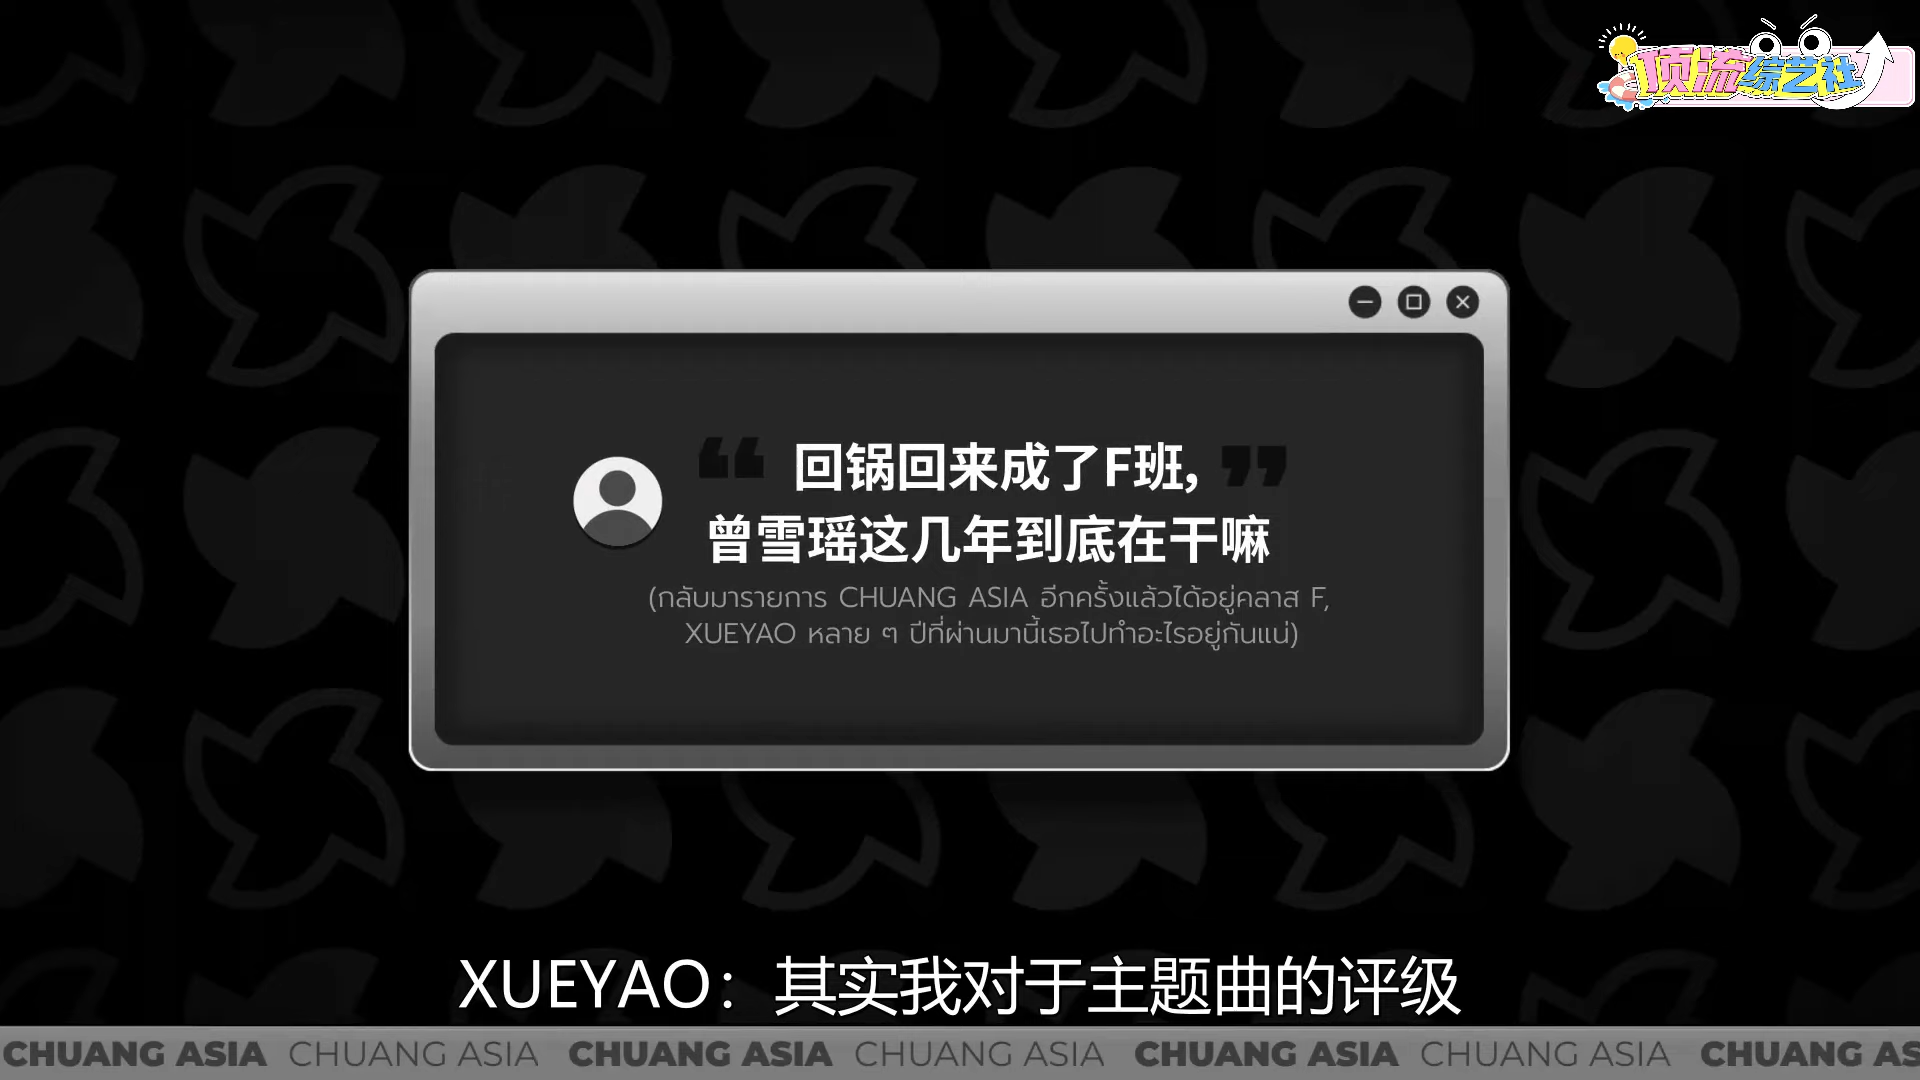 顶流综艺社
回锅回来成了F班,
曾雪瑶这几年到底在干嘛
(กลับมารายการ CHUANG ASIA อีกครั้งแล้วได้อยู่คลาส F,
XUEYAO หลาย ๆ ปีที่ผ่านมานี้เธอไปทำอะไรอยู่กันแน่)
XUEYAO：其实我对于主题曲的评级
CHUANG ASIA CHUANG ASIA CHUANG ASIA CHUANG ASIA CHUANG ASIA CHUANG ASIA CHUANG AS